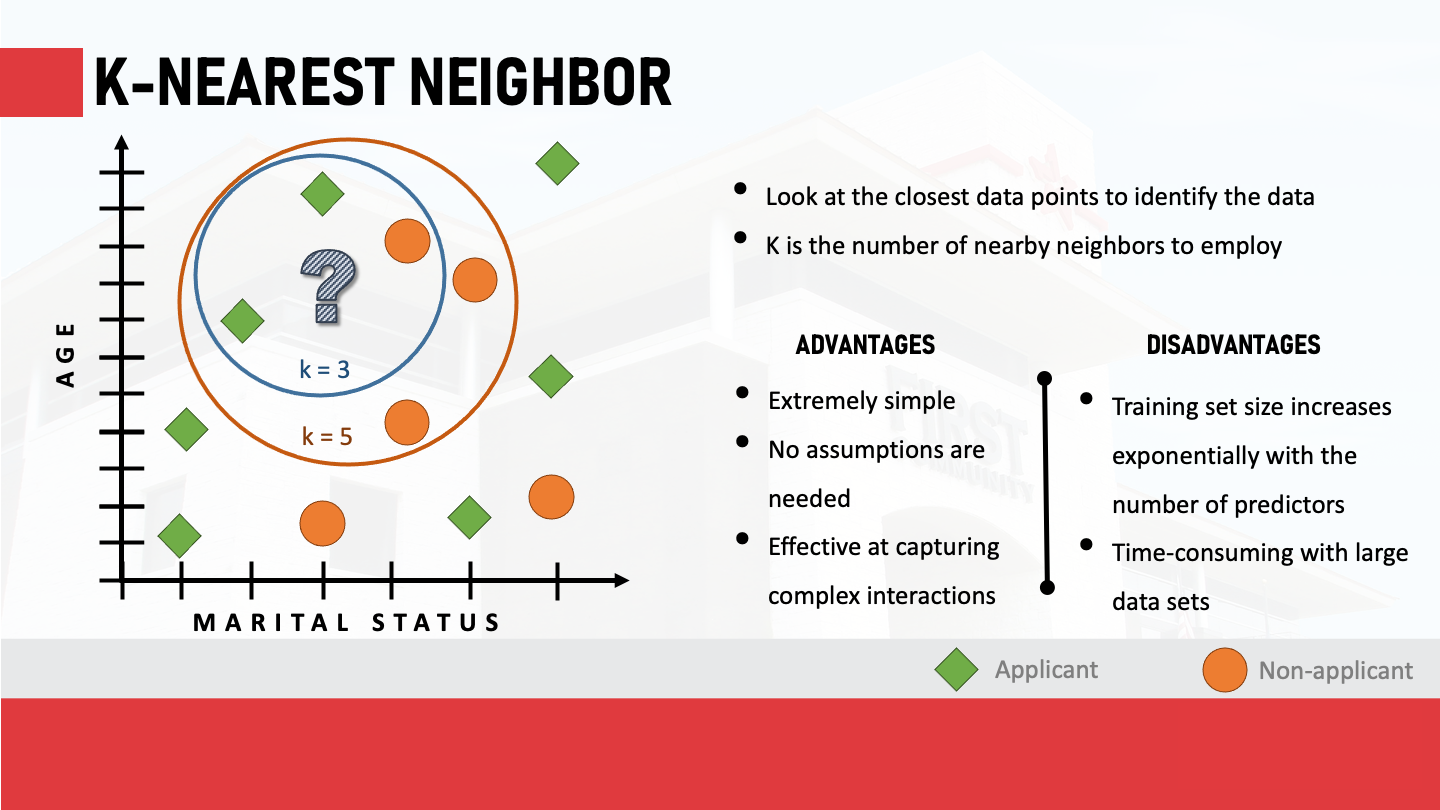 K-NEAREST NEIGHBOR
?
k = 3
k = 5
AGE
MARITAL STATUS
• Look at the closest data points to identify the data
• K is the number of nearby neighbors to employ
ADVANTAGES
• Extremely simple
• No assumptions are
needed
• Effective at capturing
complex interactions
DISADVANTAGES
• Training set size increases
exponentially with the
number of predictors
• Time-consuming with large
data sets
FIRST
Applicant
Non-applicant